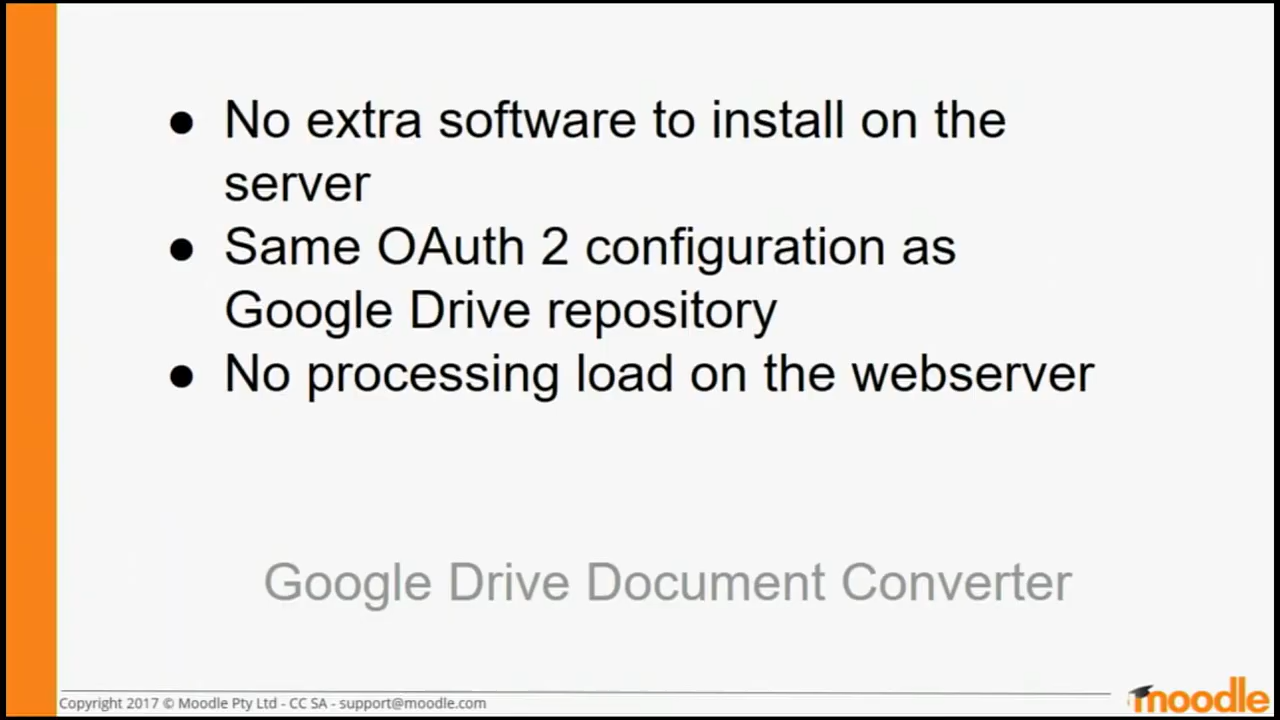 ● No extra software to install on the
server
● Same OAuth 2 configuration as
Google Drive repository
● No processing load on the webserver
Google Drive Document Converter
Copyright 2017 © Moodle Pty Ltd - CC SA - support@moodle.com
moodle